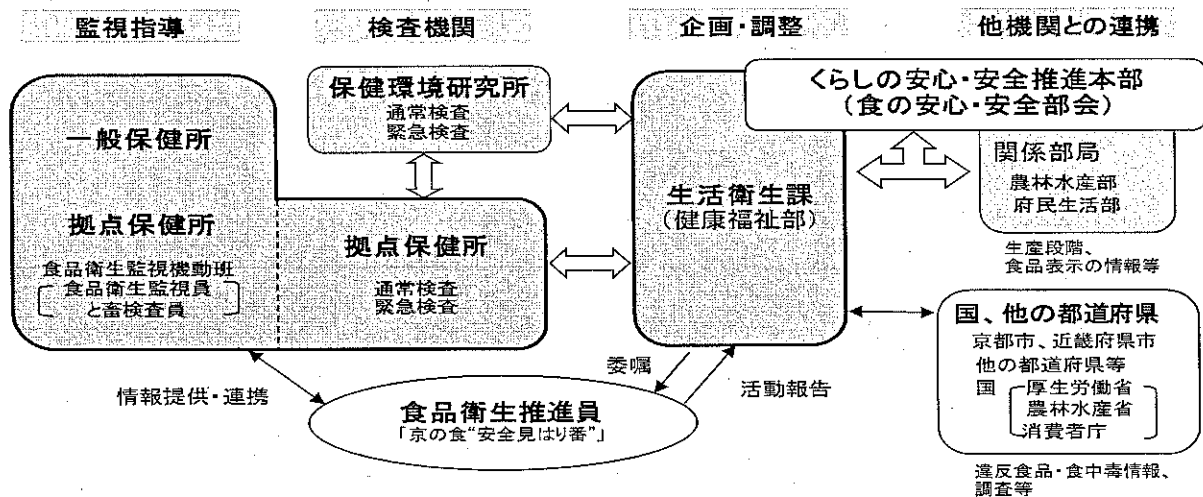 監視指導
検査機関
企画・調整
他機関との連携
一般保健所
拠点保健所
食品衛生監視機動班
食品衛生監視員
と畜検査員
保健環境研究所
通常検査
緊急検査
拠点保健所
通常検査
緊急検査
生活衛生課
(健康福祉部)
くらしの安心・安全推進本部
(食の安心・安全部会)
関係部局
農林水産部
府民生活部
生産段階、
食品表示の情報等
国、他の都道府県
京都市、近畿府県市
他の都道府県等
国 厚生労働省
農林水産省
消費者庁
違反食品・食中毒情報、
調査等
情報提供・連携
委嘱
活動報告
食品衛生推進員
「京の食“安全見はり番”」